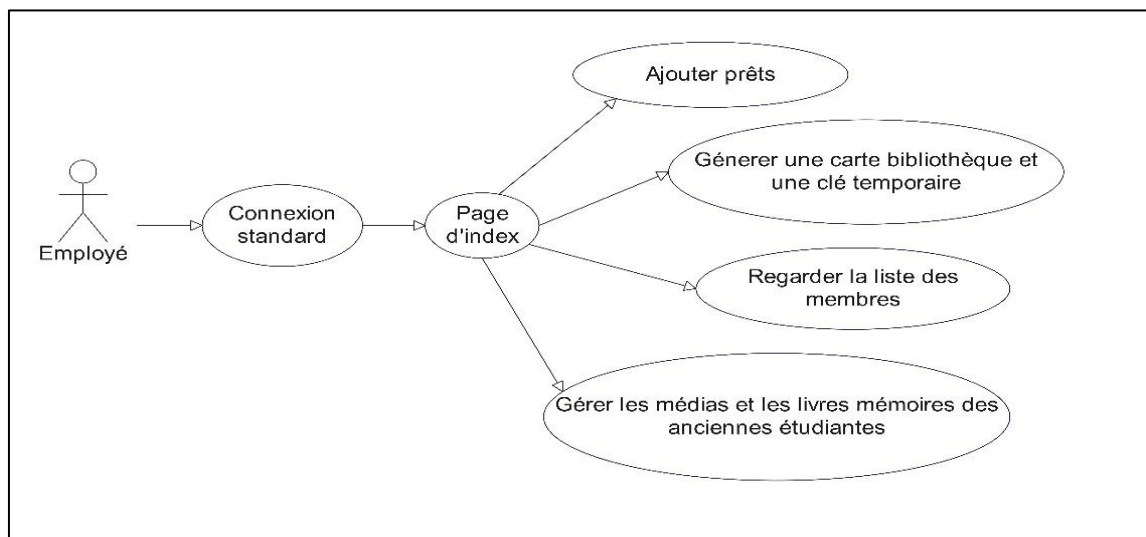 Ajouter prêts
Génerer une carte bibliothèque et
une clé temporaire
Employé
Connexion
standard
Page
d'index
Regarder la liste des
membres
Gérer les médias et les livres mémoires des
anciennes étudiantes